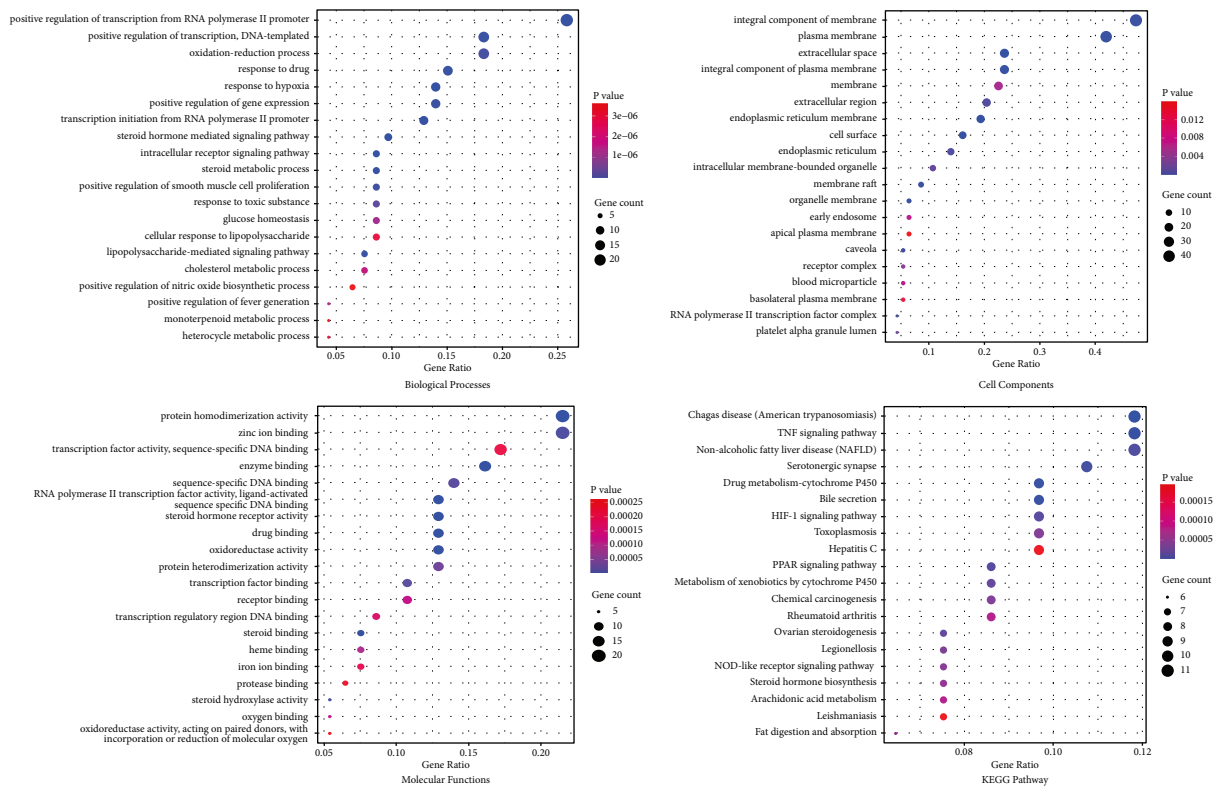 positive regulation of transcription from RNA polymerase II promoter
positive regulation of transcription, DNA-templated
oxidation-reduction process
response to drug
response to hypoxia
positive regulation of gene expression
transcription initiation from RNA polymerase II promoter
steroid hormone mediated signaling pathway
intracellular receptor signaling pathway
steroid metabolic process
positive regulation of smooth muscle cell proliferation
response to toxic substance
glucose homeostasis
cellular response to lipopolysaccharide
lipopolysaccharide-mediated signaling pathway
cholesterol metabolic process
positive regulation of nitric oxide biosynthetic process
positive regulation of fever generation
monoterpenoid metabolic process
heterocycle metabolic process
0.05 0.10 0.15 0.20 0.25
Gene Ratio
Biological Processes
P value
3e−06
2e−06
1e−06
Gene count
5
10
15
20
integral component of membrane
plasma membrane
extracellular space
integral component of plasma membrane
membrane
extracellular region
endoplasmic reticulum membrane
cell surface
endoplasmic reticulum
intracellular membrane-bounded organelle
membrane raft
organelle membrane
early endosome
apical plasma membrane
caveola
receptor complex
blood microparticle
basolateral plasma membrane
RNA polymerase II transcription factor complex
platelet alpha granule lumen
0.1 0.2 0.3 0.4
Gene Ratio
Cell Components
P value
0.012
0.004
Gene count
10
20
30
40
protein homodimerization activity
zinc ion binding
transcription factor activity, sequence-specific DNA binding
enzyme binding
sequence-specific DNA binding
RNA polymerase II transcription factor activity, ligand-activated
sequence specific DNA binding
steroid hormone receptor activity
drug binding
oxidoreductase activity
protein heterodimerization activity
transcription factor binding
receptor binding
transcription regulatory region DNA binding
steroid binding
heme binding
iron ion binding
protease binding
steroid hydroxylase activity
oxygen binding
oxidoreductase activity, acting on paired donors, with
incorporation or reduction of molecular oxygen
0.05 0.10 0.15 0.20
Gene Ratio
Molecular Functions
P value
0.00025
0.00020
0.00015
0.00010
0.00005
Gene count
5
10
15
20
Chagas disease (American trypanosomiasis)
TNF signaling pathway
Non-alcoholic fatty liver disease (NAFLD)
Serotonergic synapse
Drug metabolism-cytochrome P450
Bile secretion
HIF-1 signaling pathway
Toxoplasmosis
Hepatitis C
PPAR signaling pathway
Metabolism of xenobiotics by cytochrome P450
Chemical carcinogenesis
Rheumatoid arthritis
Ovarian steroidogenesis
Legionellosis
NOD-like receptor signaling pathway
Steroid hormone biosynthesis
Arachidonic acid metabolism
Leishmaniasis
Fat digestion and absorption
0.08 0.10 0.12
Gene Ratio
KEGG Pathway
P value
0.00015
0.00010
0.00005
Gene count
6
7
8
9
10
11